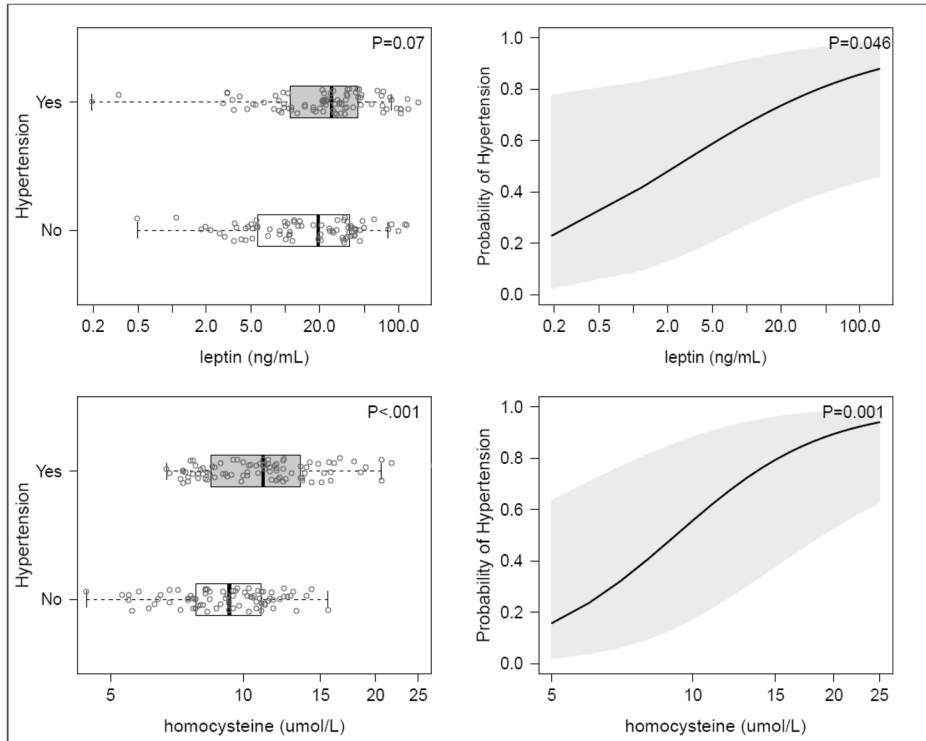 P=0.07
Hypertension
Yes
No
0.2 0.5 2.0 5.0 20.0 100.0
leptin (ng/mL)
P=0.046
Probability of Hypertension
1.0
0.8
0.6
0.4
0.2
0.0
0.2 0.5 2.0 5.0 20.0 100.0
leptin (ng/mL)
P<.001
Hypertension
Yes
No
5 10 15 20 25
homocysteine (umol/L)
P=0.001
Probability of Hypertension
1.0
0.8
0.6
0.4
0.2
0.0
5 10 15 20 25
homocysteine (umol/L)